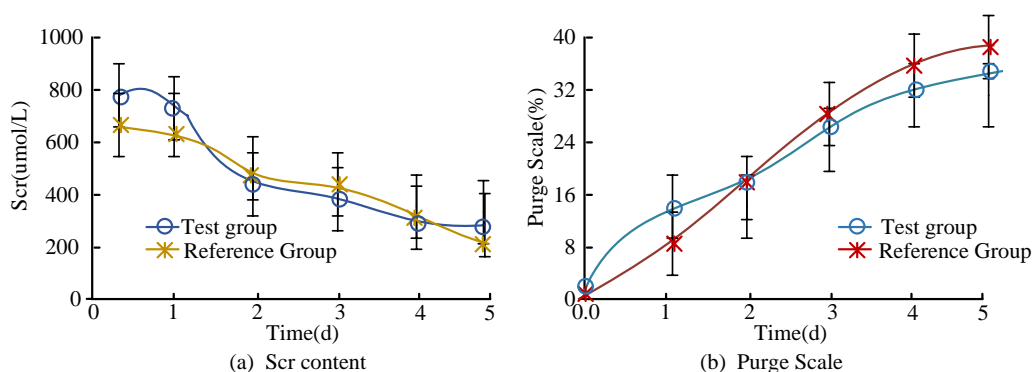 1000
800
600
400
200
0
Scr(umol/L)
Test group
Reference Group
0 1 2 3 4 5
Time(d)
(a) Scr content
40
32
24
16
8
0
Purge Scale(%)
Test group
Reference Group
0.0 1 2 3 4 5
Time(d)
(b) Purge Scale